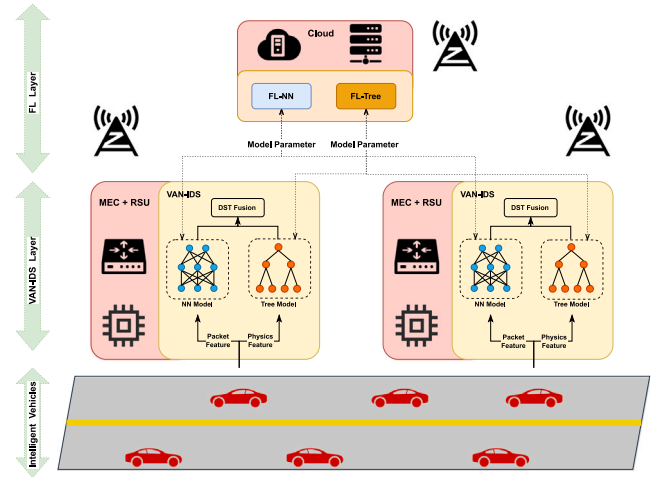 Cloud
FL-NN
FL-Tree
FL Layer
Model Parameter
Model Parameter
VAN-IDS Layer
MEC + RSU
VAN-IDS
DST Fusion
NN Model
Tree Model
Packet
Feature
Physics
Feature
MEC + RSU
VAN-IDS
DST Fusion
NN Model
Tree Model
Packet
Feature
Physics
Feature
Intelligent Vehicles